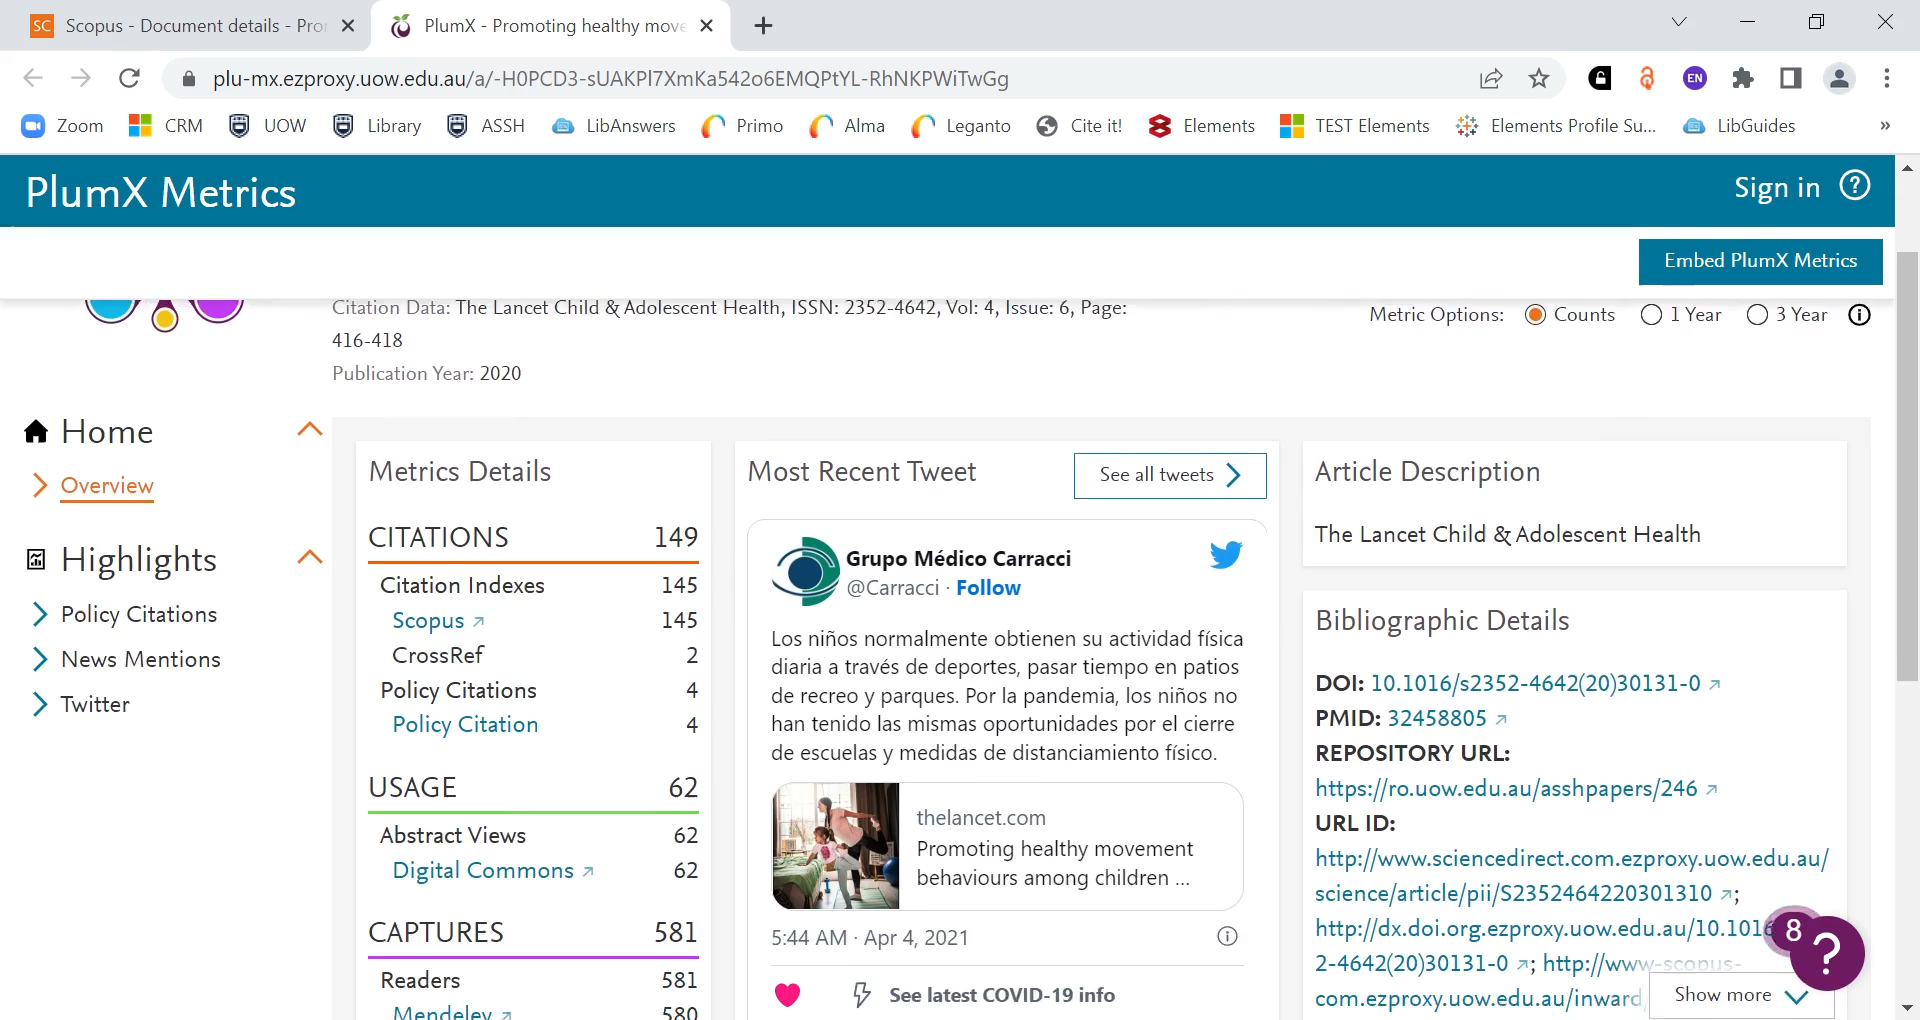 Scopus - Document details - Pro
PlumX - Promoting healthy move
plu-mx.ezproxy.uow.edu.au/a/-H0PCD3-sUAKPl7XmKa542o6EMQPtYL-RhNKPWiTwGg
EN
Zoom
CRM
UOW
Library
ASSH
LibAnswers
Primo
Alma
Leganto
Cite it!
Elements
TEST Elements
Elements Profile Su...
LibGuides
»
PlumX Metrics
Sign in
Embed PlumX Metrics
Citation Data: The Lancet Child & Adolescent Health, ISSN: 2352-4642, Vol: 4, Issue: 6, Page:
416-418
Publication Year: 2020
Metric Options: Counts 1 Year 3 Year
Home
Overview
Highlights
Policy Citations
News Mentions
Twitter
Metrics Details
CITATIONS 149
Citation Indexes 145
Scopus 145
CrossRef 2
Policy Citations 4
Policy Citation 4
USAGE 62
Abstract Views 62
Digital Commons 62
CAPTURES 581
Readers 581
Mendeley 580
Most Recent Tweet
See all tweets
Grupo Médico Carracci
@Carracci · Follow
Los niños normalmente obtienen su actividad física
diaria a través de deportes, pasar tiempo en patios
de recreo y parques. Por la pandemia, los niños no
han tenido las mismas oportunidades por el cierre
de escuelas y medidas de distanciamiento físico.
thelancet.com
Promoting healthy movement
behaviours among children ...
5:44 AM · Apr 4, 2021
See latest COVID-19 info
Article Description
The Lancet Child & Adolescent Health
Bibliographic Details
DOI: 10.1016/s2352-4642(20)30131-0
PMID: 32458805
REPOSITORY URL:
https://ro.uow.edu.au/asshpapers/246
URL ID:
http://www.sciencedirect.com.ezproxy.uow.edu.au/
science/article/pii/S2352464220301310 ;
http://dx.doi.org.ezproxy.uow.edu.au/10.101
2-4642(20)30131-0 ; http://www-scopus-
com.ezproxy.uow.edu.au/inward
Show more
8
?